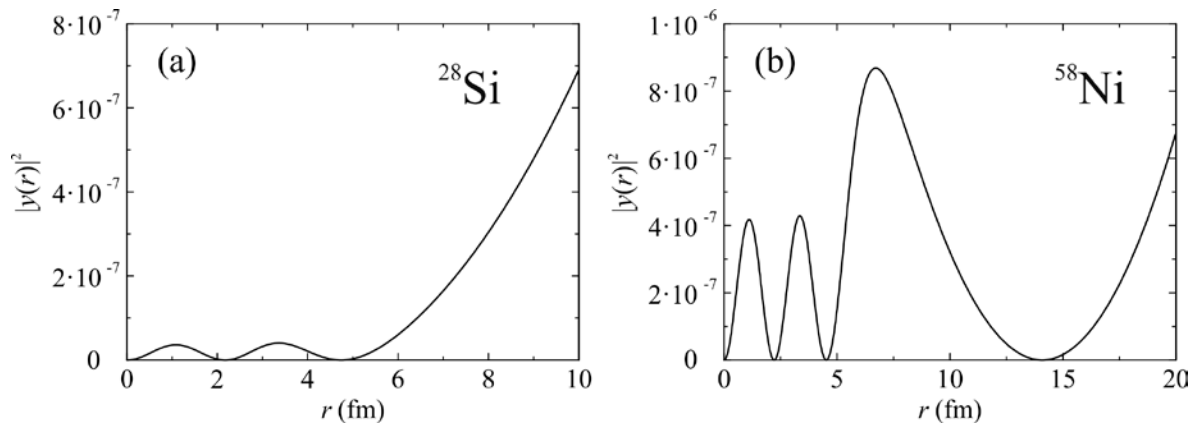 8·10⁻⁷
6·10⁻⁷
4·10⁻⁷
2·10⁻⁷
0
|y(r)|²
(a)
²⁸Si
0 2 4 6 8 10
r (fm)
1·10⁻⁶
8·10⁻⁷
6·10⁻⁷
4·10⁻⁷
2·10⁻⁷
0
|y(r)|²
(b)
⁵⁸Ni
0 5 10 15 20
r (fm)